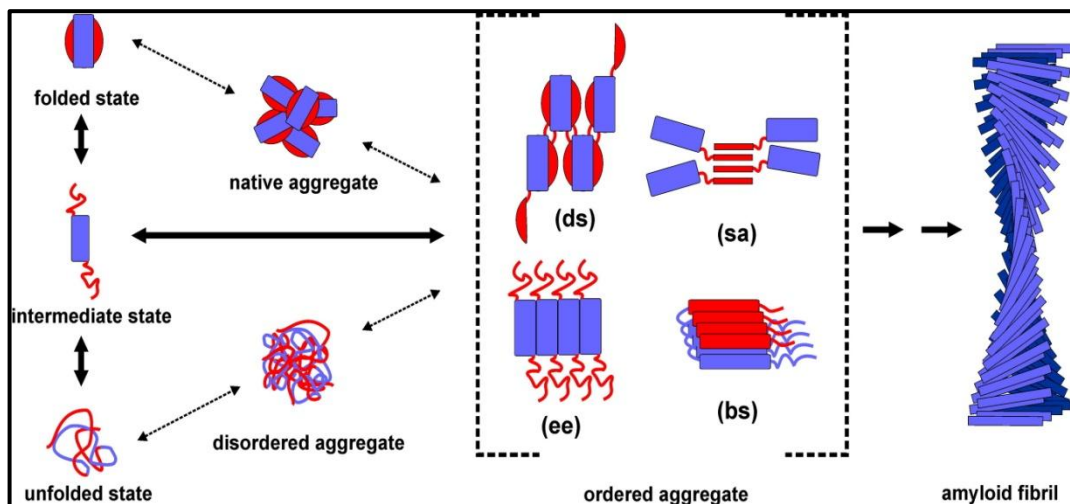 folded state
native aggregate
(ds)
(sa)
intermediate state
disordered aggregate
(ee)
(bs)
unfolded state
ordered aggregate
amyloid fibril